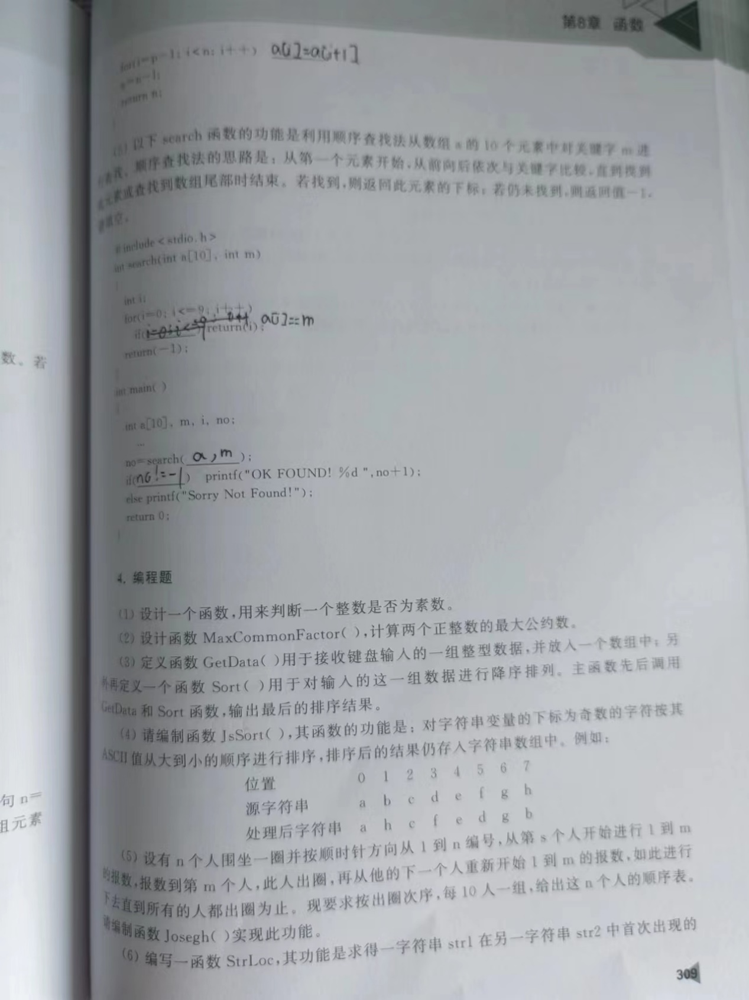 第8章 函数
for(i=p-1; i<n; i++) a[i]=a[i+1]
n=n-1;
return n;
以下 search 函数的功能是利用顺序查找法从数组 a 的 10 个元素中对关键字 m 进
查找。顺序查找法的思路是：从第一个元素开始,从前向后依次与关键字比较,直到找到
此元素或查找到数组尾部时结束。若找到,则返回此元素的下标；若仍未找到,则返回值-1。
请填空。
#include<stdio.h>
int search(int a[10], int m)
{
int i;
for(i=0; i<=9; i++)
if( )return(i); a[i]==m
return(-1);
}
int main( )
{
int a[10], m, i, no;
…
no=search( a,m );
if(no!=-1) printf("OK FOUND! %d ",no+1);
else printf("Sorry Not Found!");
return 0;
}
4. 编程题
(1) 设计一个函数,用来判断一个整数是否为素数。
(2) 设计函数 MaxCommonFactor( ),计算两个正整数的最大公约数。
(3) 定义函数 GetData( )用于接收键盘输入的一组整型数据,并放入一个数组中；另
外再定义一个函数 Sort( )用于对输入的这一组数据进行降序排列。主函数先后调用
GetData 和 Sort 函数,输出最后的排序结果。
(4) 请编制函数 JsSort( ),其函数的功能是：对字符串变量的下标为奇数的字符按其
ASCII 值从大到小的顺序进行排序,排序后的结果仍存入字符串数组中。例如：
位置 0 1 2 3 4 5 6 7
源字符串 a b c d e f g h
处理后字符串 a h c f e d g b
(5) 设有 n 个人围坐一圈并按顺时针方向从 1 到 n 编号,从第 s 个人开始进行 1 到 m
的报数,报数到第 m 个人,此人出圈,再从他的下一个人重新开始 1 到 m 的报数,如此进行
下去直到所有的人都出圈为止。现要求按出圈次序,每 10 人一组,给出这 n 个人的顺序表。
请编制函数 Josegh( )实现此功能。
(6) 编写一函数 StrLoc,其功能是求得一字符串 str1 在另一字符串 str2 中首次出现的
309
数。若
句 n=
组元素